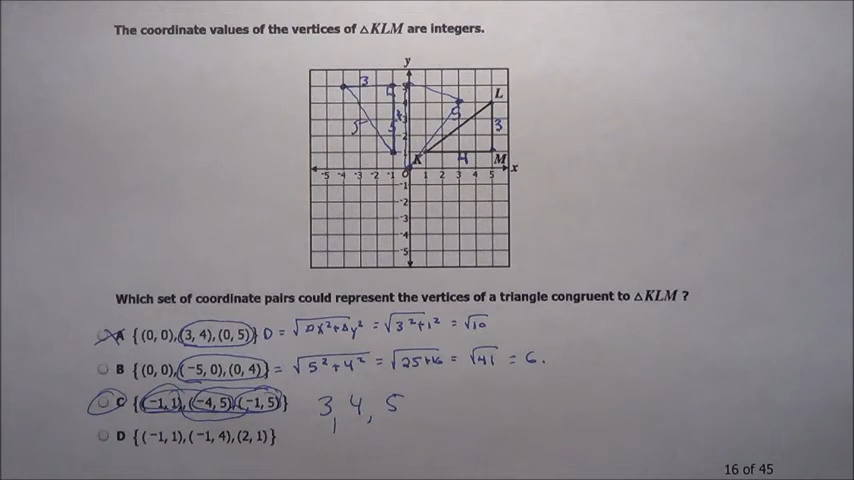 The coordinate values of the vertices of △KLM are integers.
y
3
5
4
5
L
3
K
4
M
x
-5 -4 -3 -2 -1 0 1 2 3 4 5
-1
-2
-3
-4
-5
Which set of coordinate pairs could represent the vertices of a triangle congruent to △KLM ?
A {(0, 0), (3, 4), (0, 5)} D = √Δx²+Δy² = √3²+1² = √10
B {(0, 0), (−5, 0), (0, 4)} = √5²+4² = √25+16 = √41 = 6.
C {(−1, 1), (−4, 5), (−1, 5)} 3, 4, 5
D {(−1, 1), (−1, 4), (2, 1)}
16 of 45